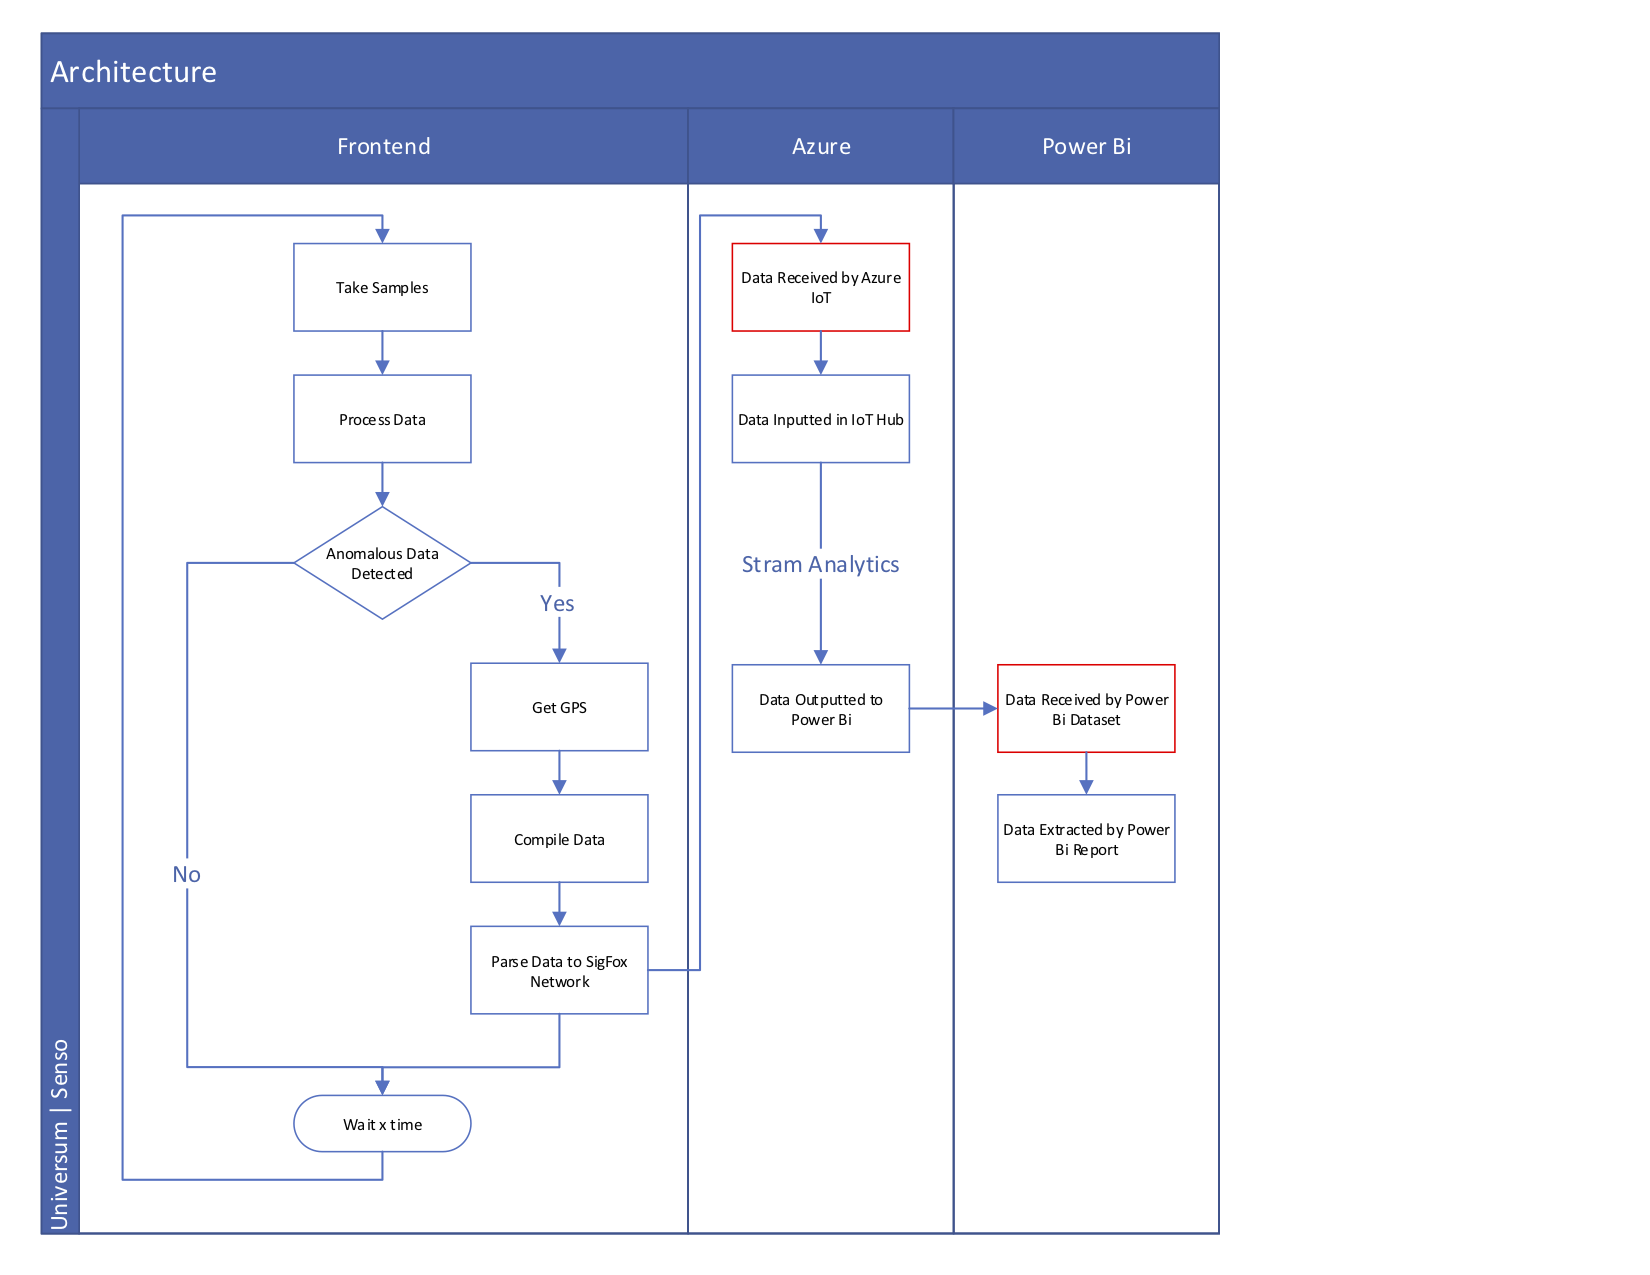 Architecture
Frontend
Azure
Power Bi
Universum | Senso
Take Samples
Process Data
Anomalous Data
Detected
Yes
No
Get GPS
Compile Data
Parse Data to SigFox
Network
Wait x time
Data Received by Azure
IoT
Data Inputted in IoT Hub
Stram Analytics
Data Outputted to
Power Bi
Data Received by Power
Bi Dataset
Data Extracted by Power
Bi Report